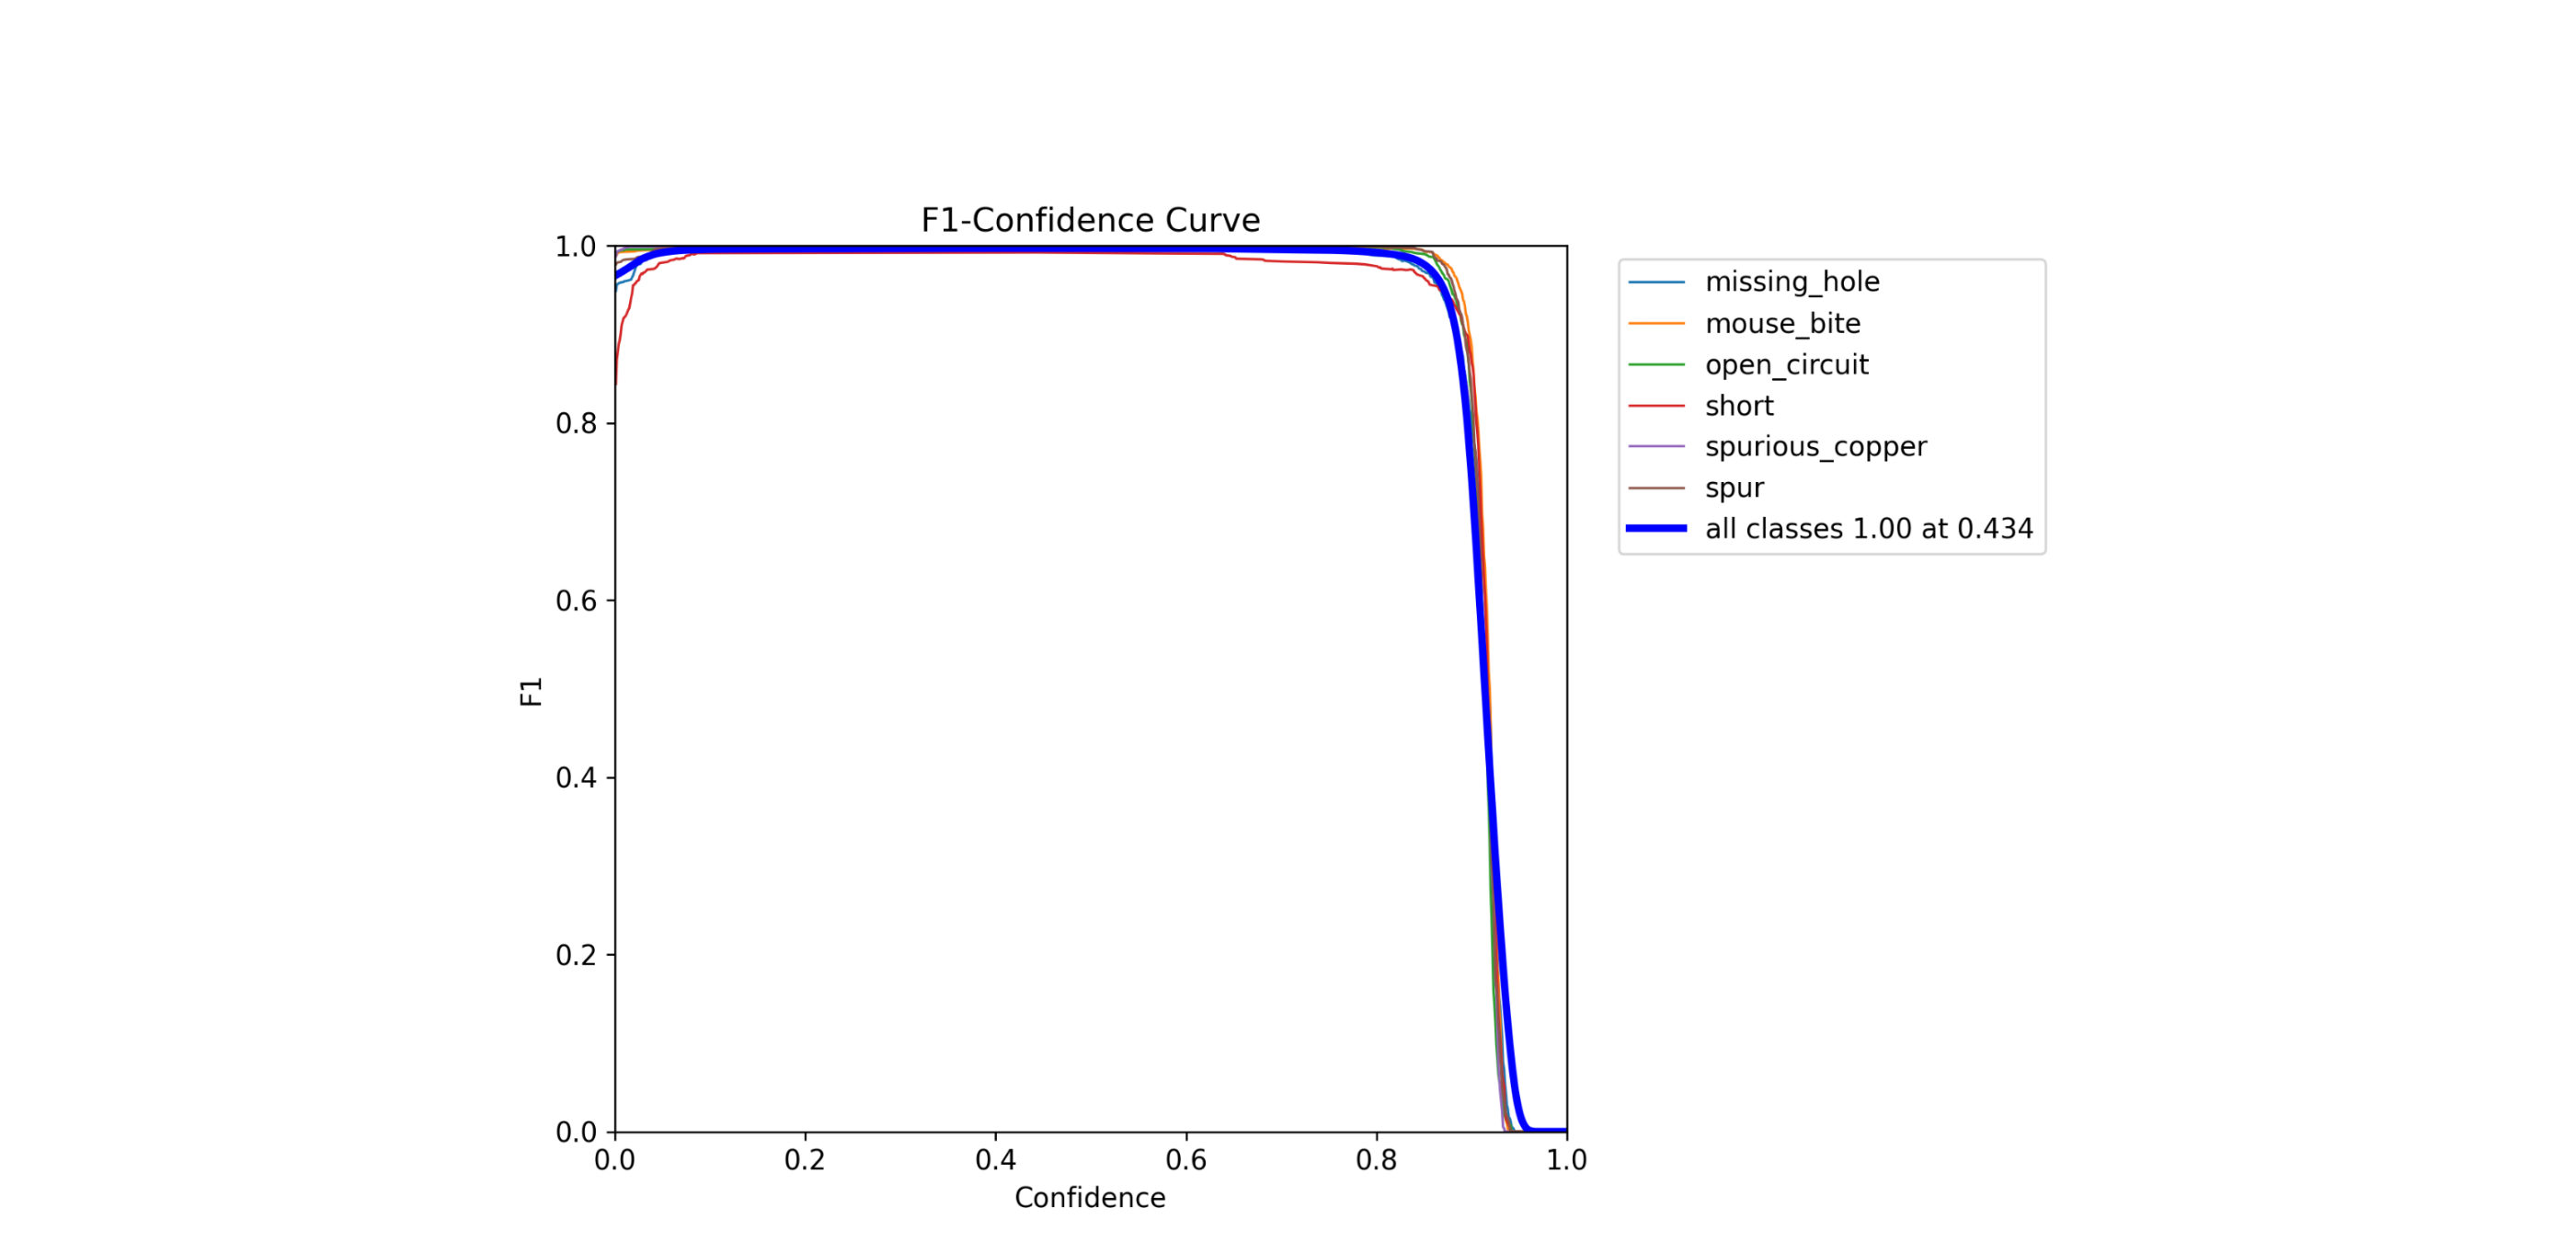 F1-Confidence Curve
1.0
0.8
0.6
0.4
0.2
0.0
F1
0.0 0.2 0.4 0.6 0.8 1.0
Confidence
missing_hole
mouse_bite
open_circuit
short
spurious_copper
spur
all classes 1.00 at 0.434